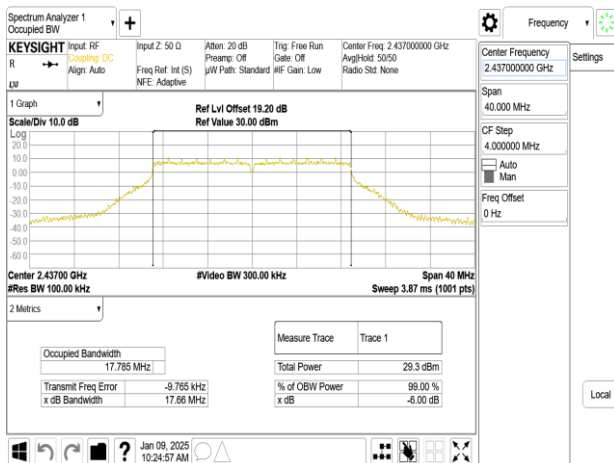 Spectrum Analyzer 1
Occupied BW
Frequency
KEYSIGHT
R
LXI
Input: RF
Coupling: DC
Align: Auto
Input Z: 50 Ω
Freq Ref: Int (S)
NFE: Adaptive
Atten: 20 dB
Preamp: Off
µW Path: Standard
Trig: Free Run
Gate: Off
#IF Gain: Low
Center Freq: 2.437000000 GHz
Avg|Hold: 50/50
Radio Std: None
Center Frequency
2.437000000 GHz
Settings
Span
40.000 MHz
CF Step
4.000000 MHz
Auto
Man
Freq Offset
0 Hz
Local
1 Graph
Scale/Div 10.0 dB
Ref Lvl Offset 19.20 dB
Ref Value 30.00 dBm
Log
20.0
10.0
0.00
-10.0
-20.0
-30.0
-40.0
-50.0
-60.0
Center 2.43700 GHz
#Video BW 300.00 kHz
Span 40 MHz
#Res BW 100.00 kHz
Sweep 3.87 ms (1001 pts)
2 Metrics
Measure Trace
Trace 1
Occupied Bandwidth
17.785 MHz
Total Power
29.3 dBm
Transmit Freq Error
-9.765 kHz
% of OBW Power
99.00 %
x dB Bandwidth
17.66 MHz
x dB
-6.00 dB
?
Jan 09, 2025
10:24:57 AM